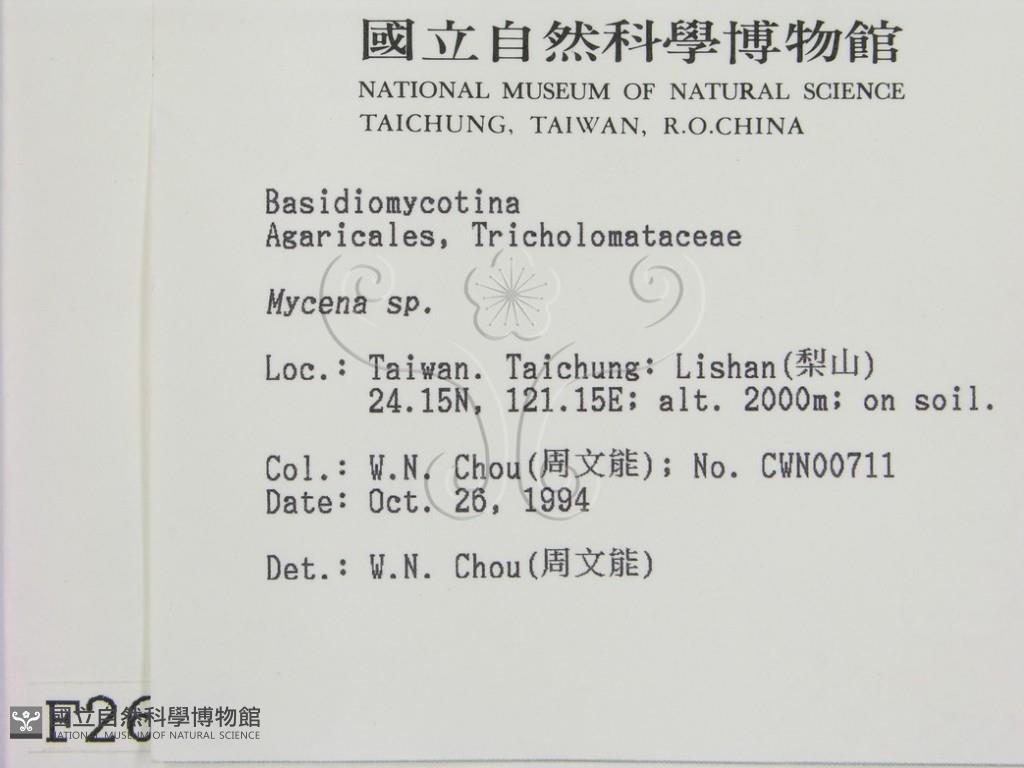 國立自然科學博物館
NATIONAL MUSEUM OF NATURAL SCIENCE
TAICHUNG, TAIWAN, R.O.CHINA
Basidiomycotina
Agaricales, Tricholomataceae
Mycena sp.
Loc.: Taiwan. Taichung: Lishan(梨山)
24.15N, 121.15E; alt. 2000m; on soil.
Col.: W.N. Chou(周文能); No. CWN00711
Date: Oct. 26, 1994
Det.: W.N. Chou(周文能)
F26
國立自然科學博物館
NATIONAL MUSEUM OF NATURAL SCIENCE